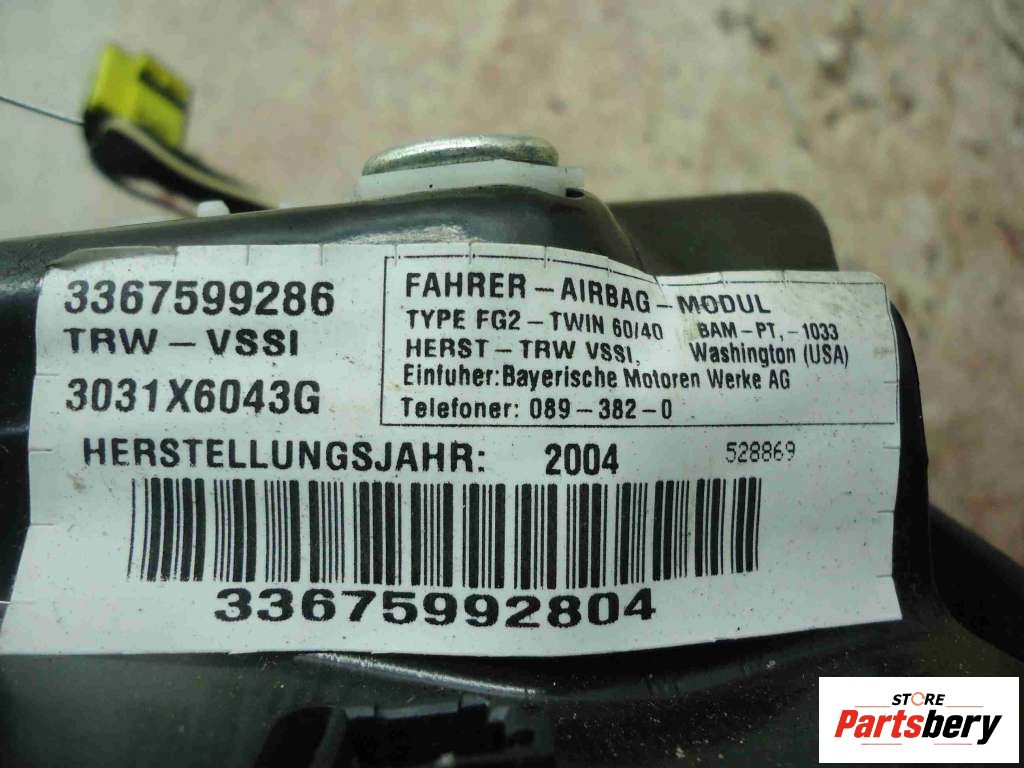 3367599286
TRW-VSSI
3031X6043G
FAHRER-AIRBAG-MODUL
TYPE FG2-TWIN 60/40 BAM-PT,-1033
HERST-TRW VSSI, Washington (USA)
Einfuher:Bayerische Motoren Werke AG
Telefoner: 089-382-0
HERSTELLUNGSJAHR: 2004 528869
33675992804
STORE
Partsbery